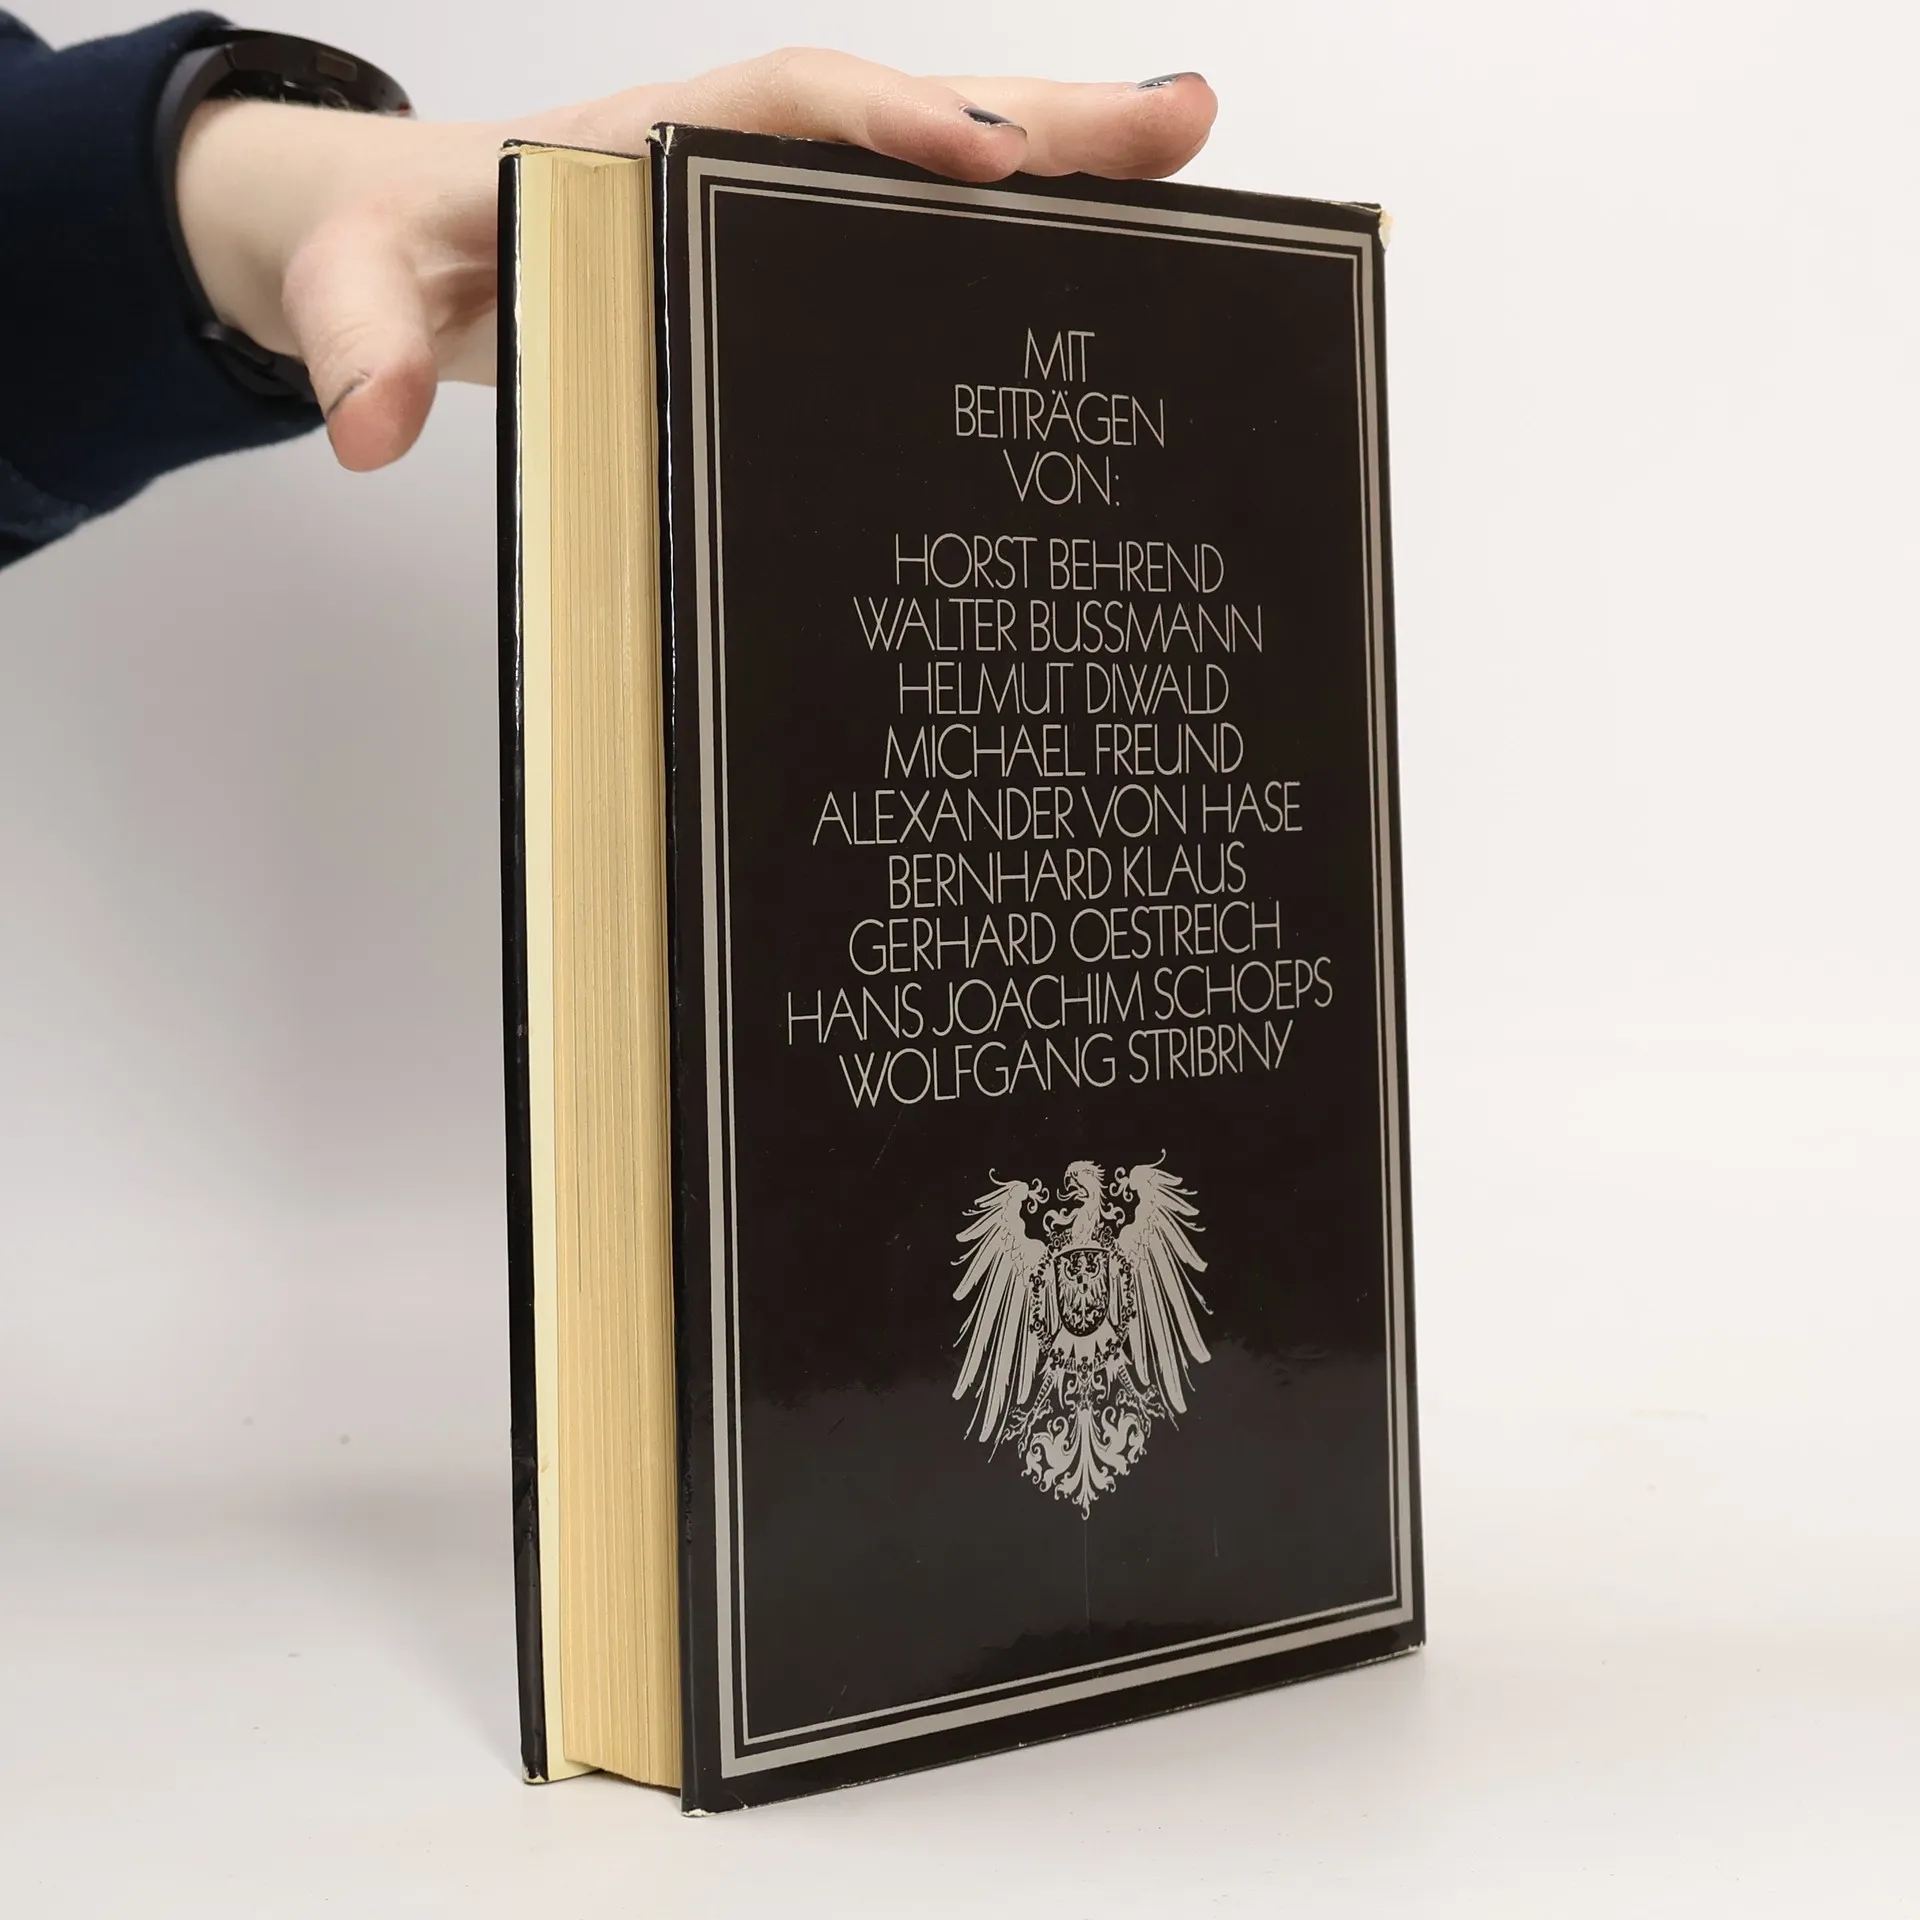 MIT
BEITRÄGEN
VON:
HORST BEHREND
WALTER BUSSMANN
HELMUT DIWALD
MICHAEL FREUND
ALEXANDER VON HASE
BERNHARD KLAUS
GERHARD OESTREICH
HANS JOACHIM SCHOEPS
WOLFGANG STRIBRNY